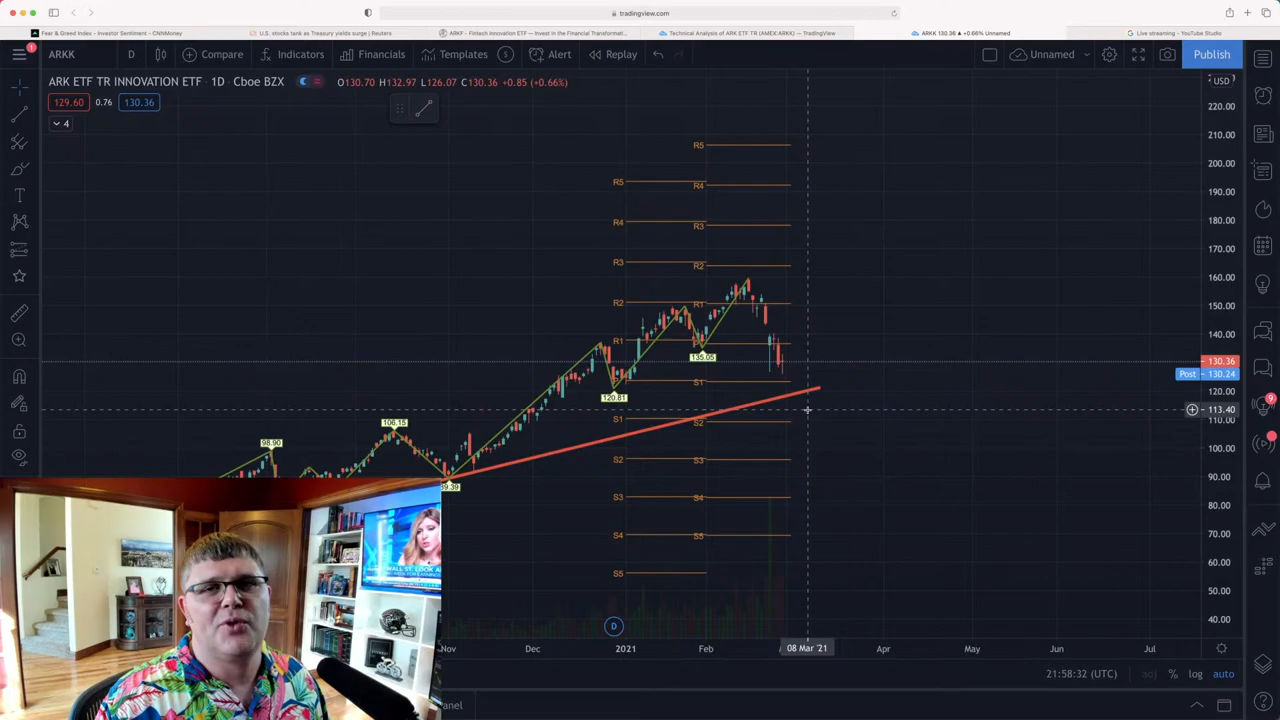 tradingview.com
Fear & Greed Index - Investor Sentiment - CNNMoney
U.S. stocks tank as Treasury yields surge | Reuters
ARKF - Fintech Innovation ETF — Invest in the Financial Transformat...
Technical Analysis of ARK ETF TR (AMEX:ARKK) — TradingView
ARKK 130.36 ▲ +0.66% Unnamed
Live streaming - YouTube Studio
1
ARKK
D
Compare
Indicators
Financials
Templates
S
Alert
Replay
Unnamed
Publish
ARK ETF TR INNOVATION ETF · 1D · Cboe BZX
O130.70 H132.97 L126.07 C130.36 +0.85 (+0.66%)
USD
129.60
0.76
130.36
4
220.00
210.00
200.00
190.00
180.00
170.00
160.00
150.00
140.00
130.36
Post 130.24
120.00
113.40
110.00
100.00
90.00
80.00
70.00
60.00
50.00
40.00
R5
R4
R3
R2
R1
S1
S2
S3
S4
S5
R5
R4
R3
R2
R1
S1
S2
S3
S4
S5
135.05
120.81
106.15
98.90
9
WALL ST. LOOK A
D
Nov
Dec
2021
Feb
08 Mar '21
Apr
May
Jun
Jul
21:58:32 (UTC)
adj
%
log
auto